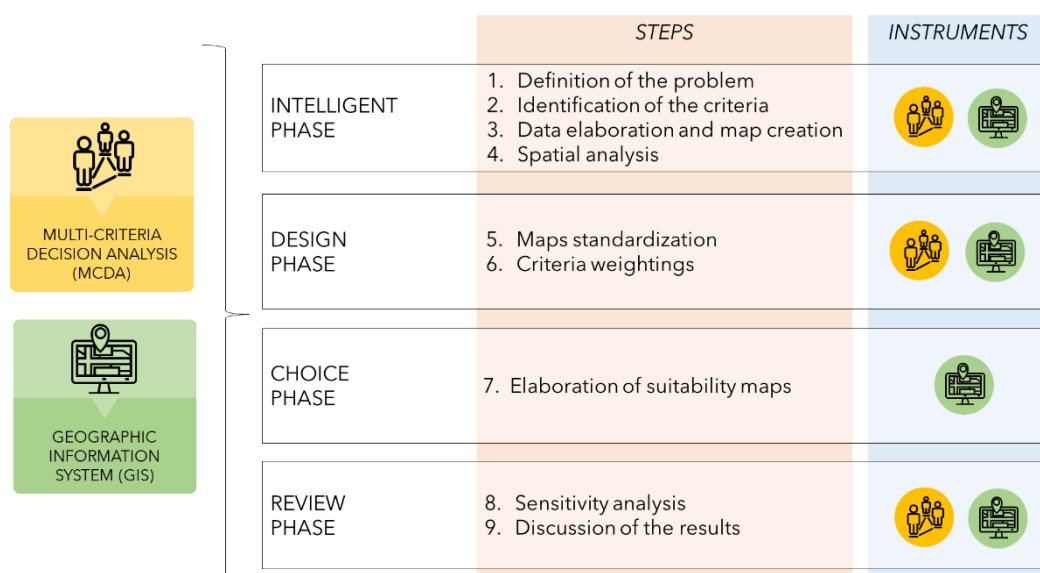 STEPS
INSTRUMENTS
MULTI-CRITERIA
DECISION ANALYSIS
(MCDA)
GEOGRAPHIC
INFORMATION
SYSTEM (GIS)
INTELLIGENT
PHASE
1. Definition of the problem
2. Identification of the criteria
3. Data elaboration and map creation
4. Spatial analysis
DESIGN
PHASE
5. Maps standardization
6. Criteria weightings
CHOICE
PHASE
7. Elaboration of suitability maps
REVIEW
PHASE
8. Sensitivity analysis
9. Discussion of the results